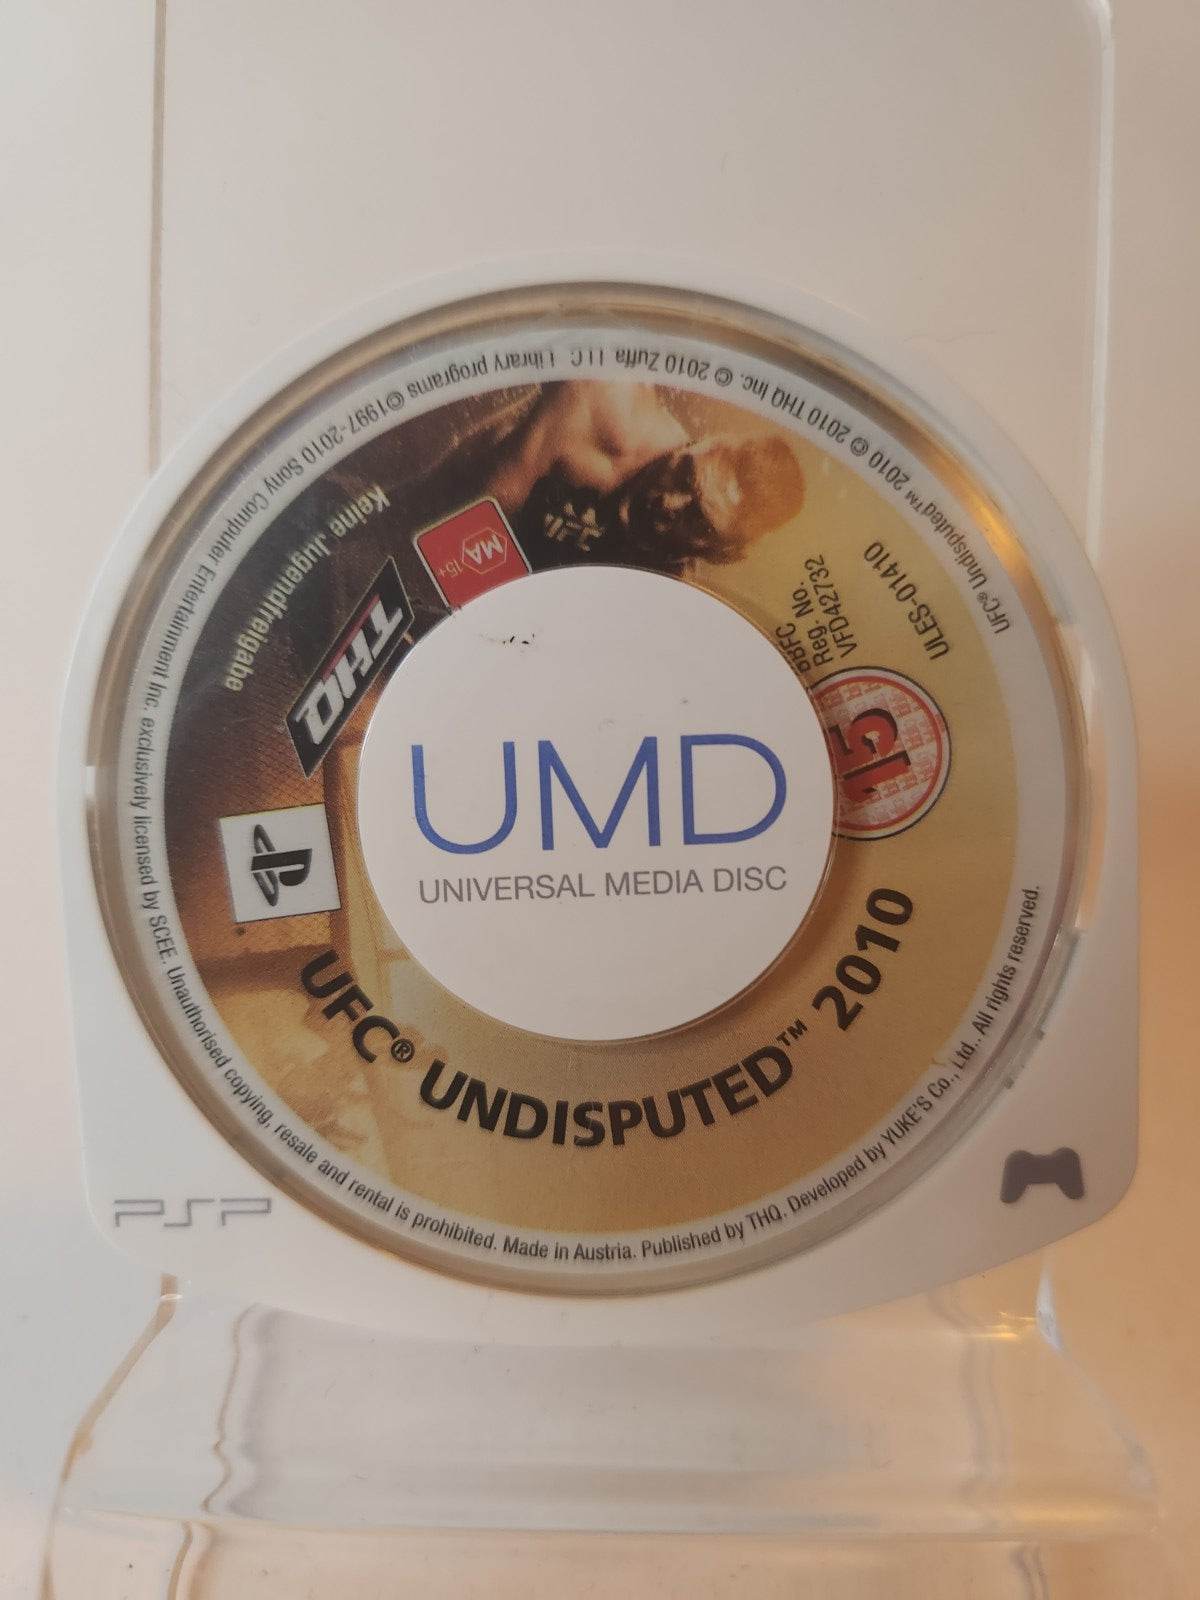 UMD
UNIVERSAL MEDIA DISC
UFC® UNDISPUTED™ 2010
THQ
Keine Jugendfreigabe
MA 15+
BBFC
Reg. No.
VFD42732
ULES-01410
15
UFC® Undisputed™ 2010 © 2010 THQ Inc. © 2010 Zuffa, LLC. Library programs ©1997-2010 Sony Computer Entertainment Inc. exclusively licensed by SCEE. Unauthorised copying, resale and rental is prohibited. Made in Austria. Published by THQ. Developed by YUKE'S Co., Ltd.. All rights reserved.
PSP